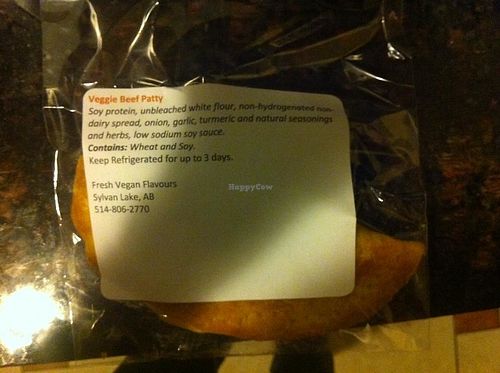 Veggie Beef Patty
Soy protein, unbleached white flour, non-hydrogenated non-
dairy spread, onion, garlic, turmeric and natural seasonings
and herbs, low sodium soy sauce.
Contains: Wheat and Soy.
Keep Refrigerated for up to 3 days.
Fresh Vegan Flavours
Sylvan Lake, AB
514-806-2770
HappyCow